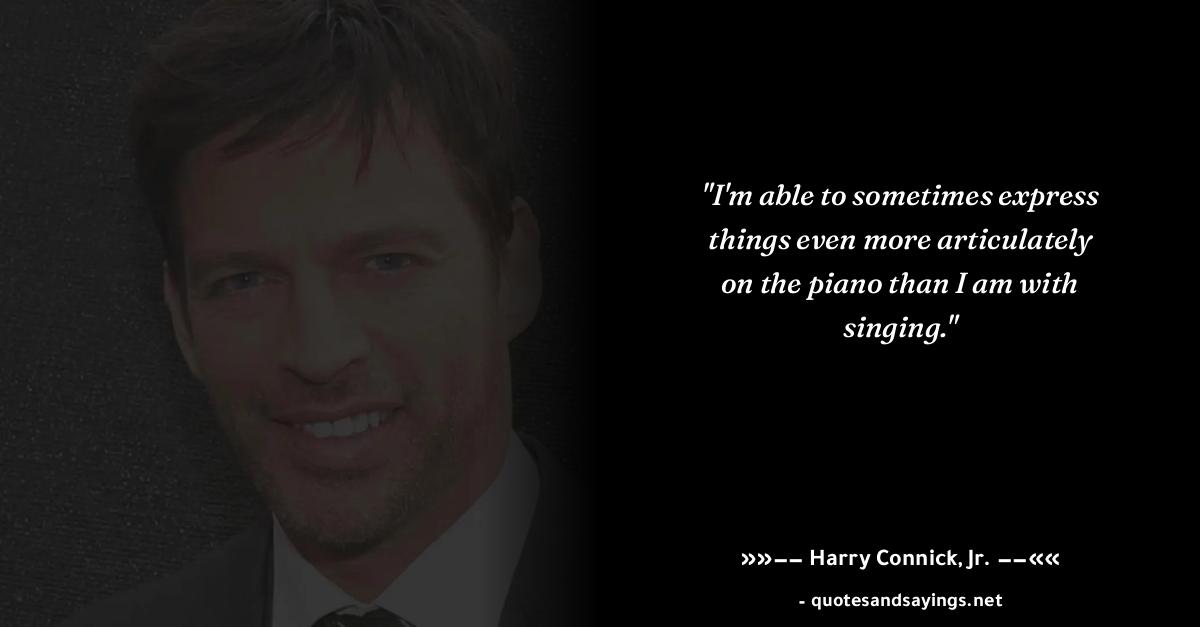 "I'm able to sometimes express
things even more articulately
on the piano than I am with
singing."
»»−− Harry Connick, Jr. −−««
- quotesandsayings.net